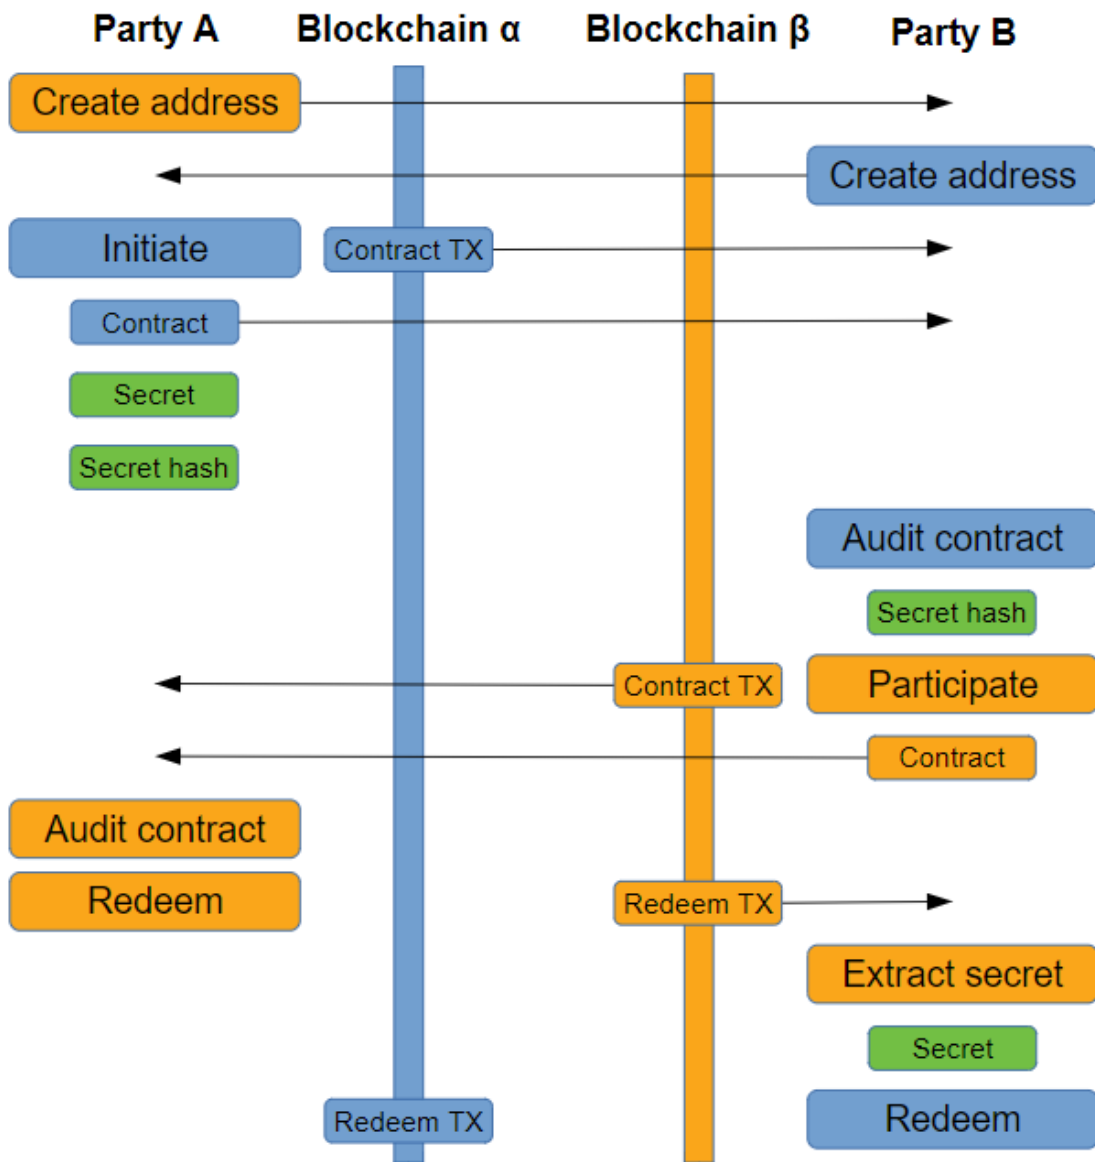 Party A
Blockchain α
Blockchain β
Party B
Create address
Create address
Initiate
Contract TX
Contract
Secret
Secret hash
Audit contract
Secret hash
Contract TX
Participate
Contract
Audit contract
Redeem
Redeem TX
Extract secret
Secret
Redeem TX
Redeem